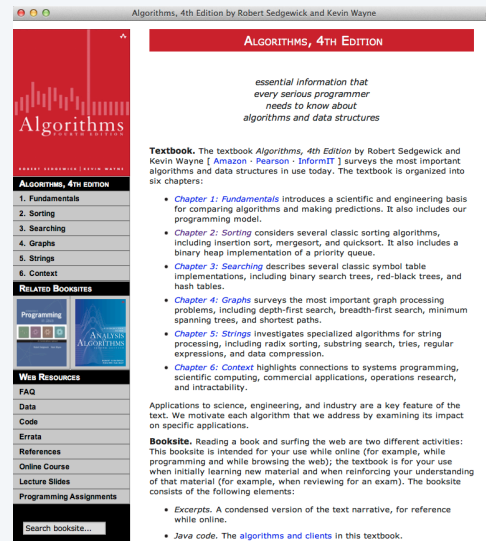 Algorithms, 4th Edition by Robert Sedgewick and Kevin Wayne
Algorithms
FOURTH EDITION
ROBERT SEDGEWICK | KEVIN WAYNE
ALGORITHMS, 4TH EDITION
1. Fundamentals
2. Sorting
3. Searching
4. Graphs
5. Strings
6. Context
RELATED BOOKSITES
Programming
ANALYSIS
ALGORITHMS
WEB RESOURCES
FAQ
Data
Code
Errata
References
Online Course
Lecture Slides
Programming Assignments
Search booksite...
ALGORITHMS, 4TH EDITION
essential information that
every serious programmer
needs to know about
algorithms and data structures
Textbook. The textbook Algorithms, 4th Edition by Robert Sedgewick and
Kevin Wayne [ Amazon · Pearson · InformIT ] surveys the most important
algorithms and data structures in use today. The textbook is organized into
six chapters:
• Chapter 1: Fundamentals introduces a scientific and engineering basis
for comparing algorithms and making predictions. It also includes our
programming model.
• Chapter 2: Sorting considers several classic sorting algorithms,
including insertion sort, mergesort, and quicksort. It also includes a
binary heap implementation of a priority queue.
• Chapter 3: Searching describes several classic symbol table
implementations, including binary search trees, red-black trees, and
hash tables.
• Chapter 4: Graphs surveys the most important graph processing
problems, including depth-first search, breadth-first search, minimum
spanning trees, and shortest paths.
• Chapter 5: Strings investigates specialized algorithms for string
processing, including radix sorting, substring search, tries, regular
expressions, and data compression.
• Chapter 6: Context highlights connections to systems programming,
scientific computing, commercial applications, operations research,
and intractability.
Applications to science, engineering, and industry are a key feature of the
text. We motivate each algorithm that we address by examining its impact
on specific applications.
Booksite. Reading a book and surfing the web are two different activities:
This booksite is intended for your use while online (for example, while
programming and while browsing the web); the textbook is for your use
when initially learning new material and when reinforcing your understanding
of that material (for example, when reviewing for an exam). The booksite
consists of the following elements:
• Excerpts. A condensed version of the text narrative, for reference
while online.
• Java code. The algorithms and clients in this textbook.